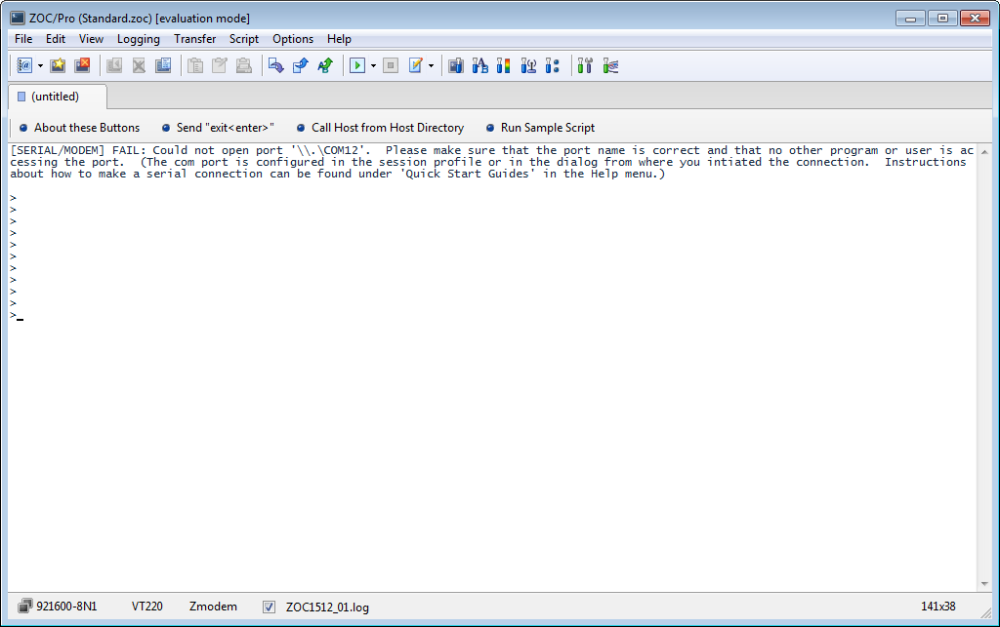 ZOC/Pro (Standard.zoc) [evaluation mode]
File Edit View Logging Transfer Script Options Help
(untitled)
About these Buttons Send "exit<enter>" Call Host from Host Directory Run Sample Script
[SERIAL/MODEM] FAIL: Could not open port '\\.\COM12'.  Please make sure that the port name is correct and that no other program or user is ac
cessing the port.  (The com port is configured in the session profile or in the dialog from where you intiated the connection.  Instructions
about how to make a serial connection can be found under 'Quick Start Guides' in the Help menu.)
>
>
>
>
>
>
>
>
>
>
>_
921600-8N1 VT220 Zmodem ZOC1512_01.log 141x38